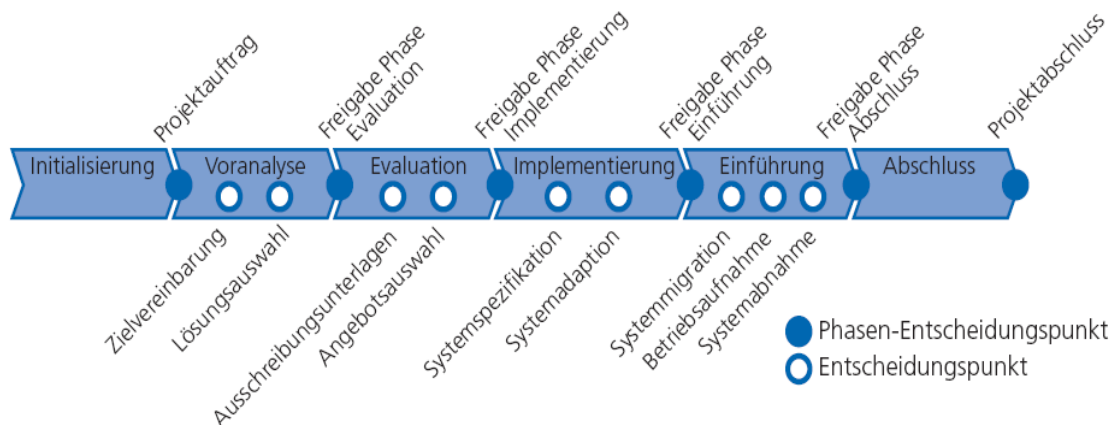 Projektauftrag
Freigabe Phase
Evaluation
Freigabe Phase
Implementierung
Freigabe Phase
Einführung
Freigabe Phase
Abschluss
Projektabschluss
Initialisierung
Voranalyse
Evaluation
Implementierung
Einführung
Abschluss
Zielvereinbarung
Lösungsauswahl
Ausschreibungsunterlagen
Angebotsauswahl
Systemspezifikation
Systemadaption
Systemmigration
Betriebsaufnahme
Systemabnahme
Phasen-Entscheidungspunkt
Entscheidungspunkt